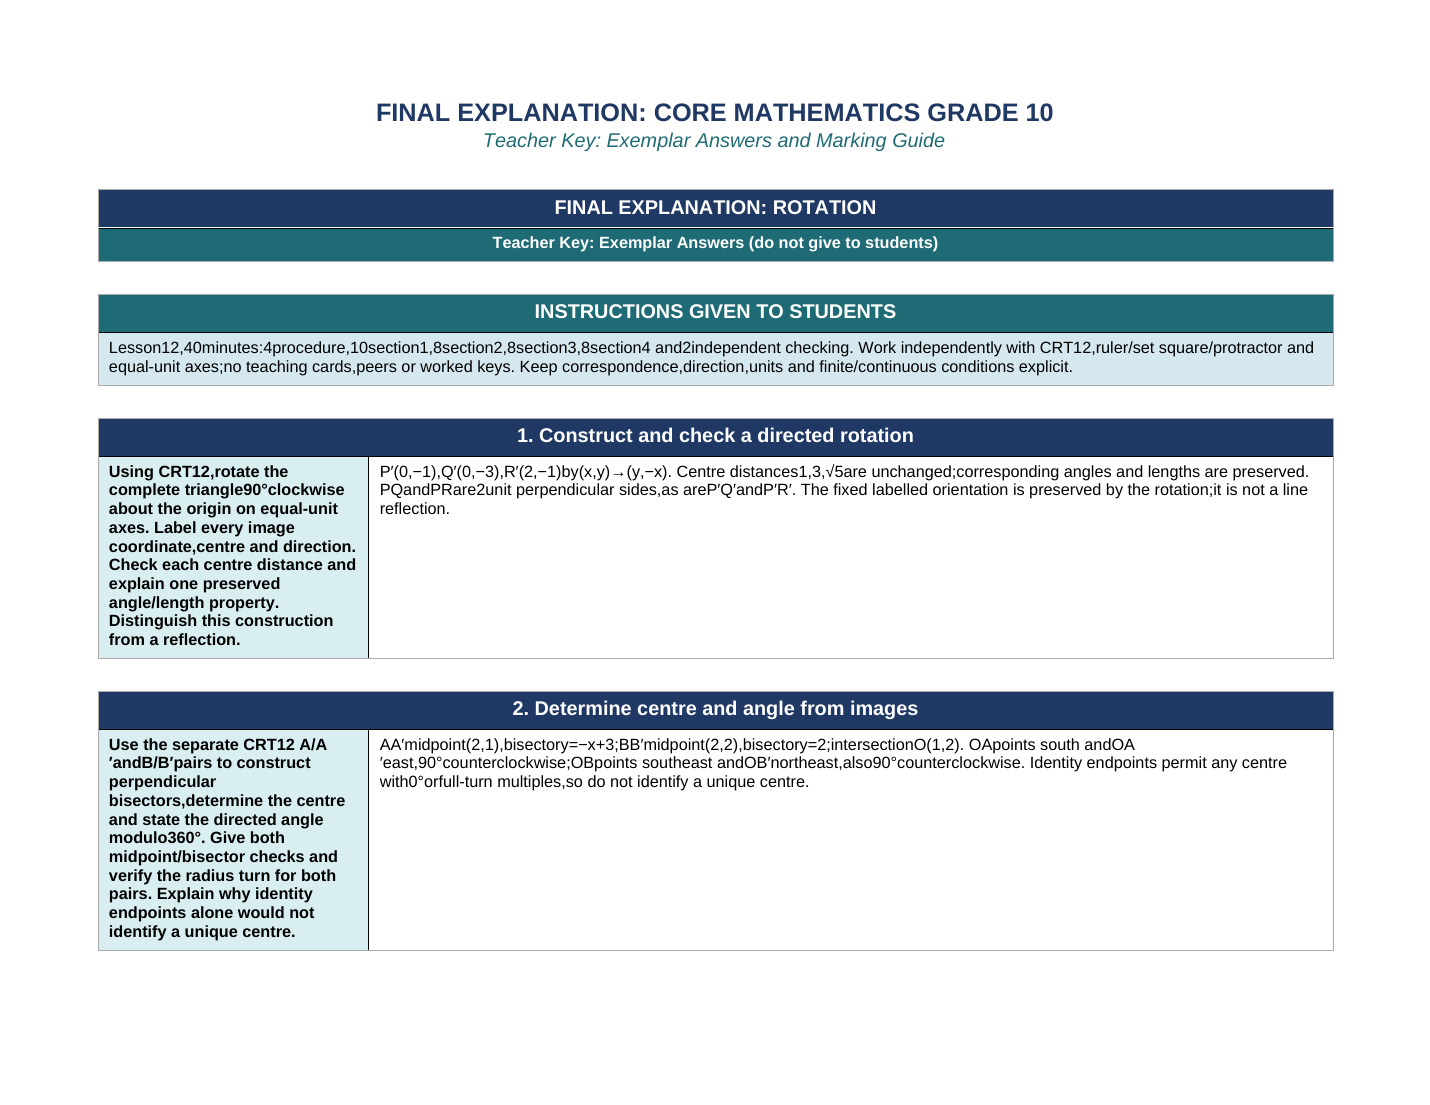 FINAL EXPLANATION: CORE MATHEMATICS GRADE 10
Teacher Key: Exemplar Answers and Marking Guide
FINAL EXPLANATION: ROTATION
Teacher Key: Exemplar Answers (do not give to students)
INSTRUCTIONS GIVEN TO STUDENTS
Lesson12,40minutes:4procedure,10section1,8section2,8section3,8section4 and2independent checking. Work independently with CRT12,ruler/set square/protractor and
equal-unit axes;no teaching cards,peers or worked keys. Keep correspondence,direction,units and finite/continuous conditions explicit.
1. Construct and check a directed rotation
Using CRT12,rotate the
complete triangle90°clockwise
about the origin on equal-unit
axes. Label every image
coordinate,centre and direction.
Check each centre distance and
explain one preserved
angle/length property.
Distinguish this construction
from a reflection.
P′(0,−1),Q′(0,−3),R′(2,−1)by(x,y)→(y,−x). Centre distances1,3,√5are unchanged;corresponding angles and lengths are preserved.
PQandPRare2unit perpendicular sides,as areP′Q′andP′R′. The fixed labelled orientation is preserved by the rotation;it is not a line
reflection.
2. Determine centre and angle from images
Use the separate CRT12 A/A
′andB/B′pairs to construct
perpendicular
bisectors,determine the centre
and state the directed angle
modulo360°. Give both
midpoint/bisector checks and
verify the radius turn for both
pairs. Explain why identity
endpoints alone would not
identify a unique centre.
AA′midpoint(2,1),bisectory=−x+3;BB′midpoint(2,2),bisectory=2;intersectionO(1,2). OApoints south andOA
′east,90°counterclockwise;OBpoints southeast andOB′northeast,also90°counterclockwise. Identity endpoints permit any centre
with0°orfull-turn multiples,so do not identify a unique centre.